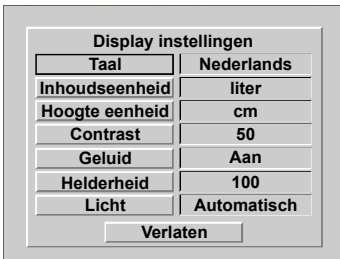 Display instellingen
Taal Nederlands
Inhoudseenheid liter
Hoogte eenheid cm
Contrast 50
Geluid Aan
Helderheid 100
Licht Automatisch
Verlaten